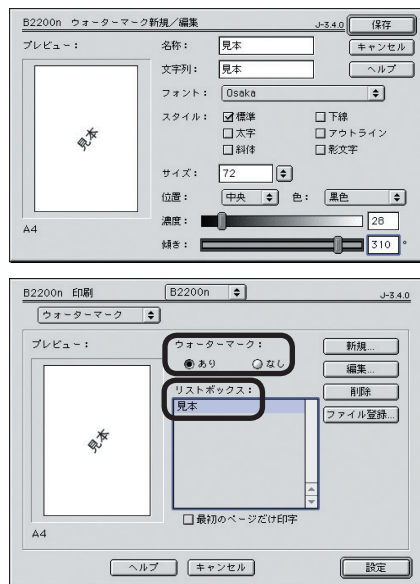 B2200n ウォーターマーク新規／編集 J-3.4.0 保存
プレビュー： 名称： 見本 キャンセル
文字列： 見本 ヘルプ
フォント： Osaka
スタイル： 標準 下線
太字 アウトライン
斜体 影文字
見本
サイズ： 72
位置： 中央 色： 黒色
濃度： 28
A4
傾き： 310 °
B2200n 印刷 B2200n J-3.4.0
ウォーターマーク
プレビュー： ウォーターマーク： 新規...
あり なし 編集...
リストボックス： 削除
見本 ファイル登録...
見本
最初のページだけ印字
A4
ヘルプ キャンセル 設定